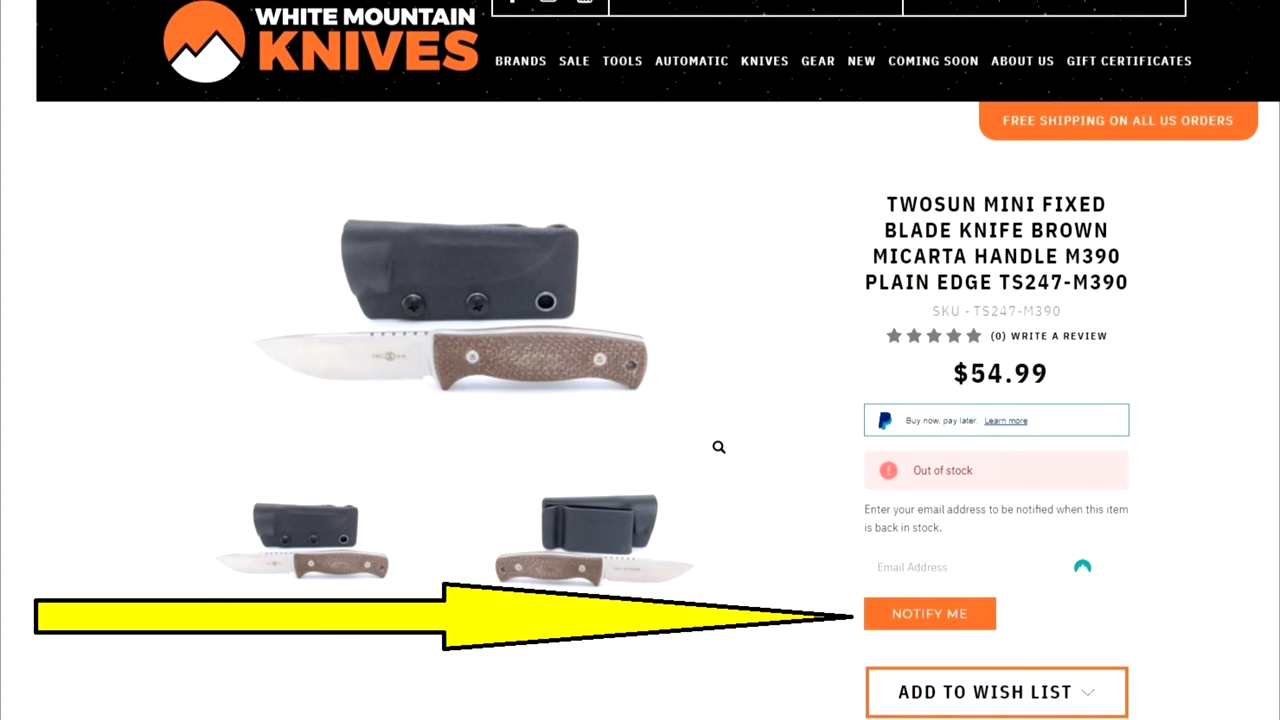 WHITE MOUNTAIN
KNIVES
BRANDS SALE TOOLS AUTOMATIC KNIVES GEAR NEW COMING SOON ABOUT US GIFT CERTIFICATES
FREE SHIPPING ON ALL US ORDERS
TWOSUN MINI FIXED
BLADE KNIFE BROWN
MICARTA HANDLE M390
PLAIN EDGE TS247-M390
SKU - TS247-M390
(0) WRITE A REVIEW
$54.99
Buy now, pay later. Learn more
Out of stock
Enter your email address to be notified when this item
is back in stock.
Email Address
NOTIFY ME
ADD TO WISH LIST